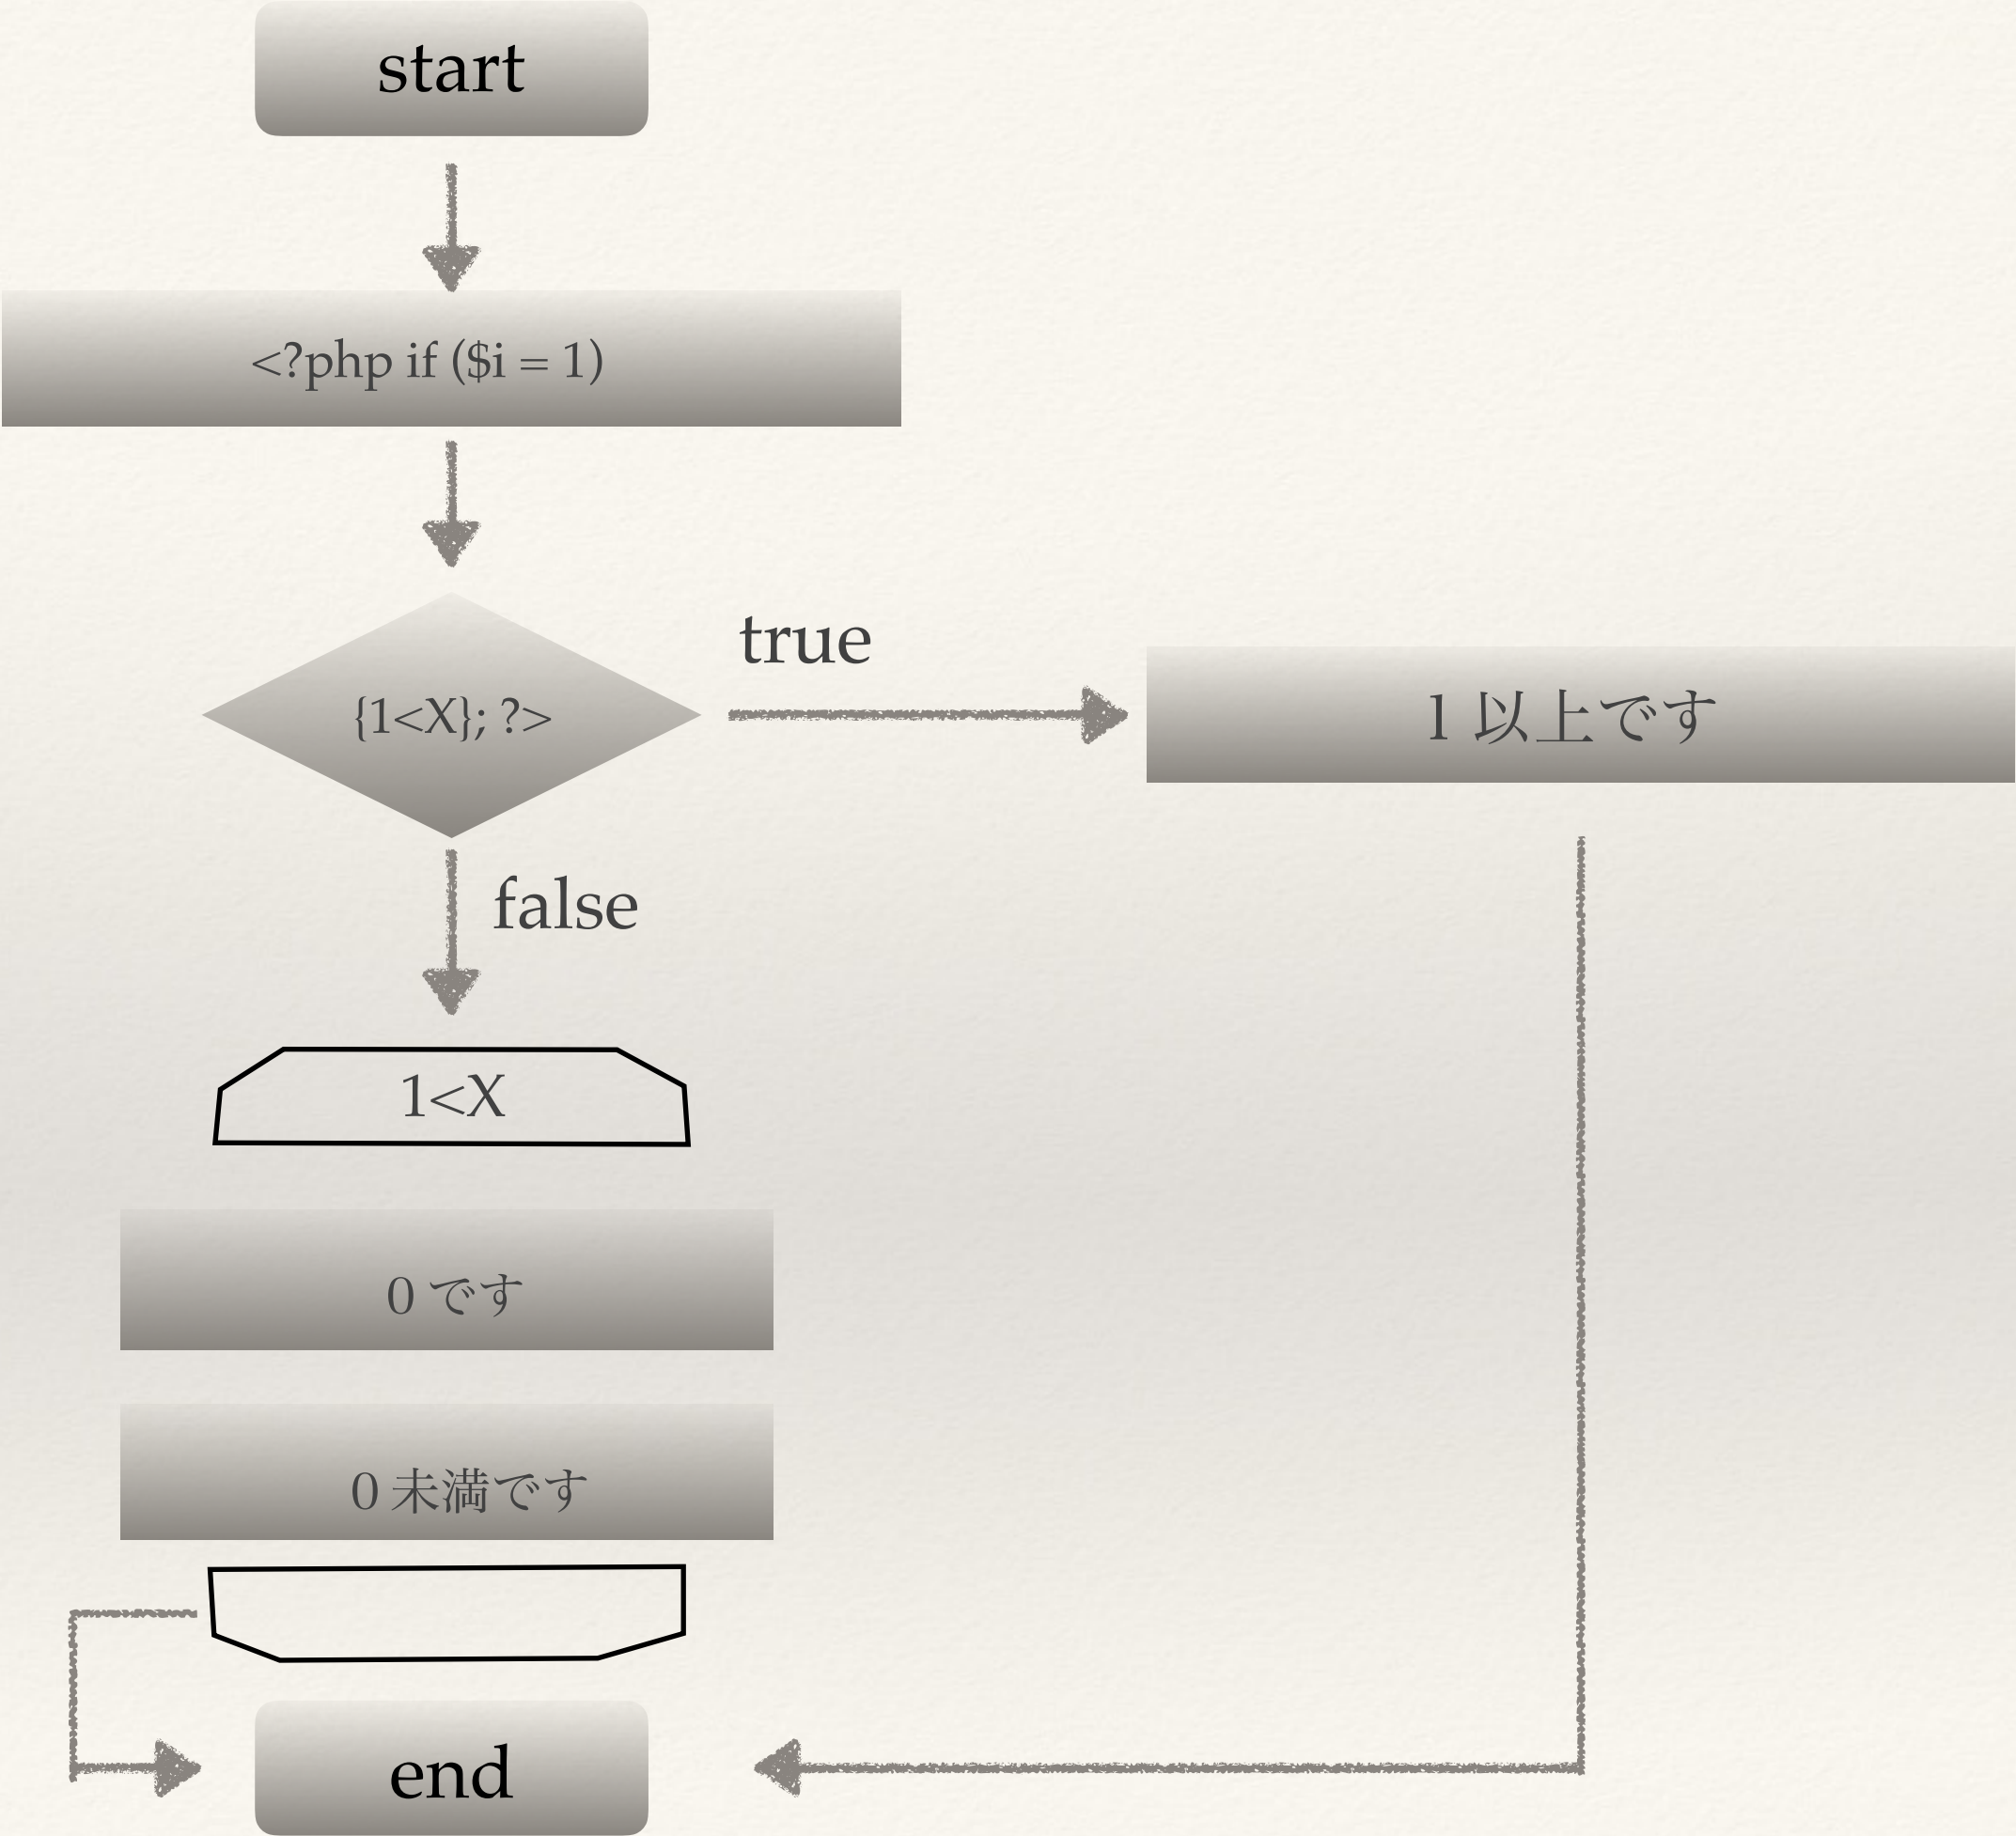 start
<?php if ($i = 1)
{1<X}; ?>
true
1 以上です
false
1<X
0 です
0 未満です
end